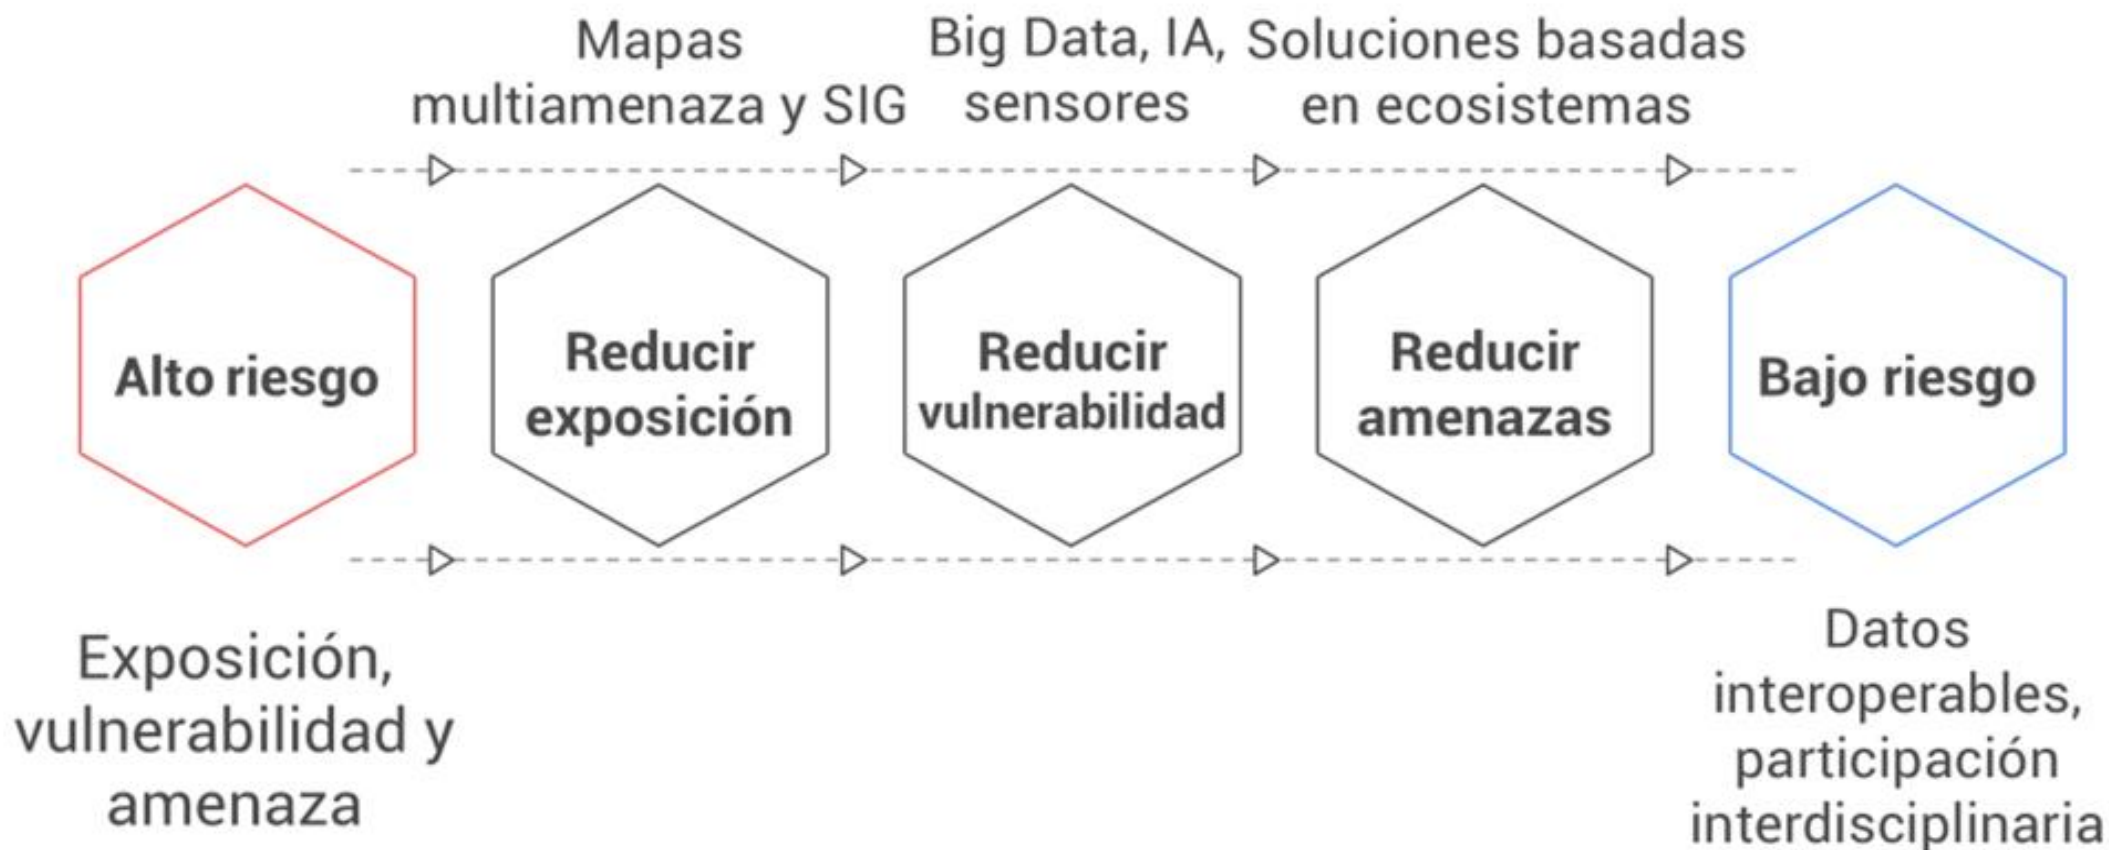 Mapas
multiamenaza y SIG
Big Data, IA,
sensores
Soluciones basadas
en ecosistemas
Alto riesgo
Reducir
exposición
Reducir
vulnerabilidad
Reducir
amenazas
Bajo riesgo
Exposición,
vulnerabilidad y
amenaza
Datos
interoperables,
participación
interdisciplinaria